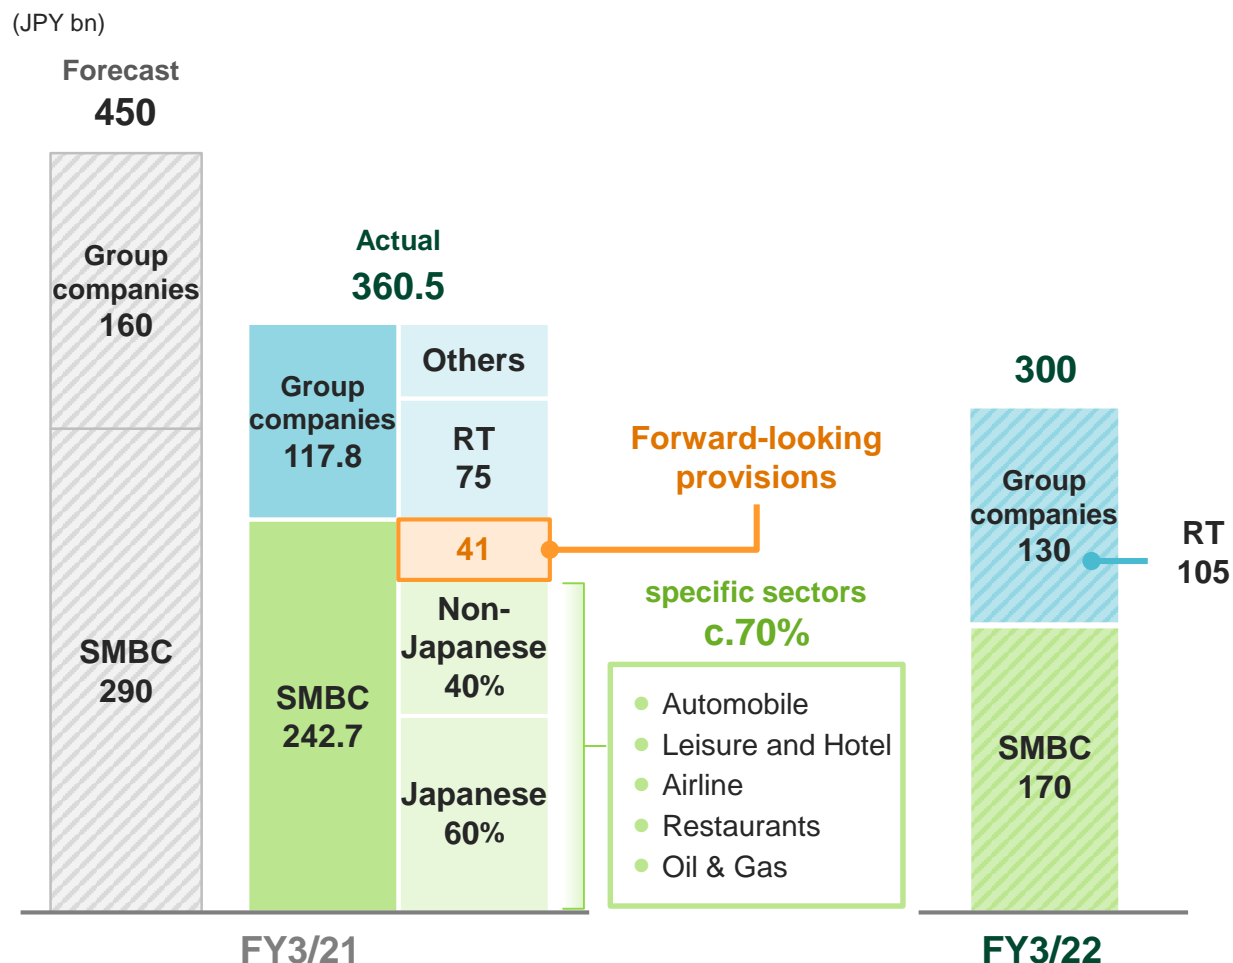 (JPY bn)
Forecast
450
Group
companies
160
SMBC
290
Actual
360.5
Group
companies
117.8
SMBC
242.7
Others
RT
75
41
Non-
Japanese
40%
Japanese
60%
Forward-looking
provisions
specific sectors
c.70%
• Automobile
• Leisure and Hotel
• Airline
• Restaurants
• Oil & Gas
FY3/21
300
Group
companies
130
RT
105
SMBC
170
FY3/22